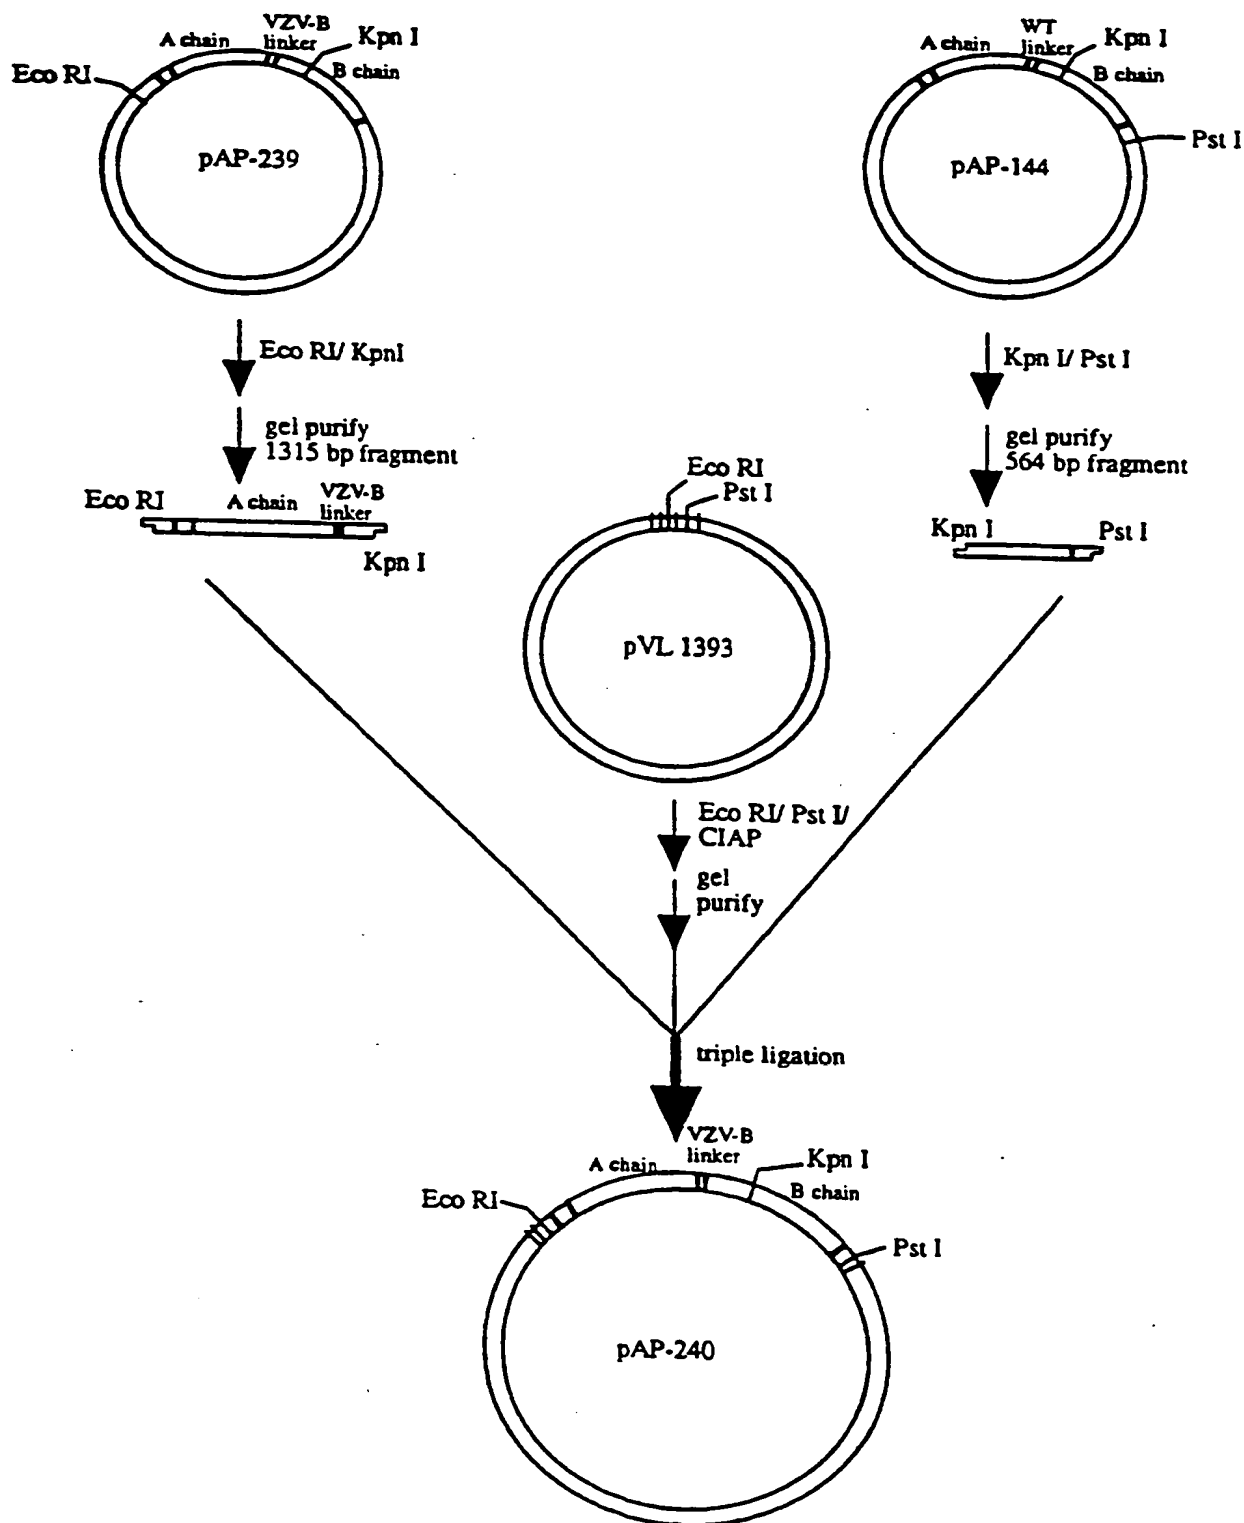 A chain
VZV-B
linker
Kpn I
Eco RI
B chain
pAP-239
A chain
WT
linker
Kpn I
B chain
Pst I
pAP-144
Eco RI/ KpnI
gel purify
1315 bp fragment
Kpn I/ Pst I
gel purify
564 bp fragment
Eco RI
A chain
VZV-B
linker
Kpn I
Eco RI
Pst I
Kpn I
Pst I
pVL 1393
Eco RI/ Pst I/
CIAP
gel
purify
triple ligation
A chain
VZV-B
linker
Kpn I
Eco RI
B chain
Pst I
pAP-240